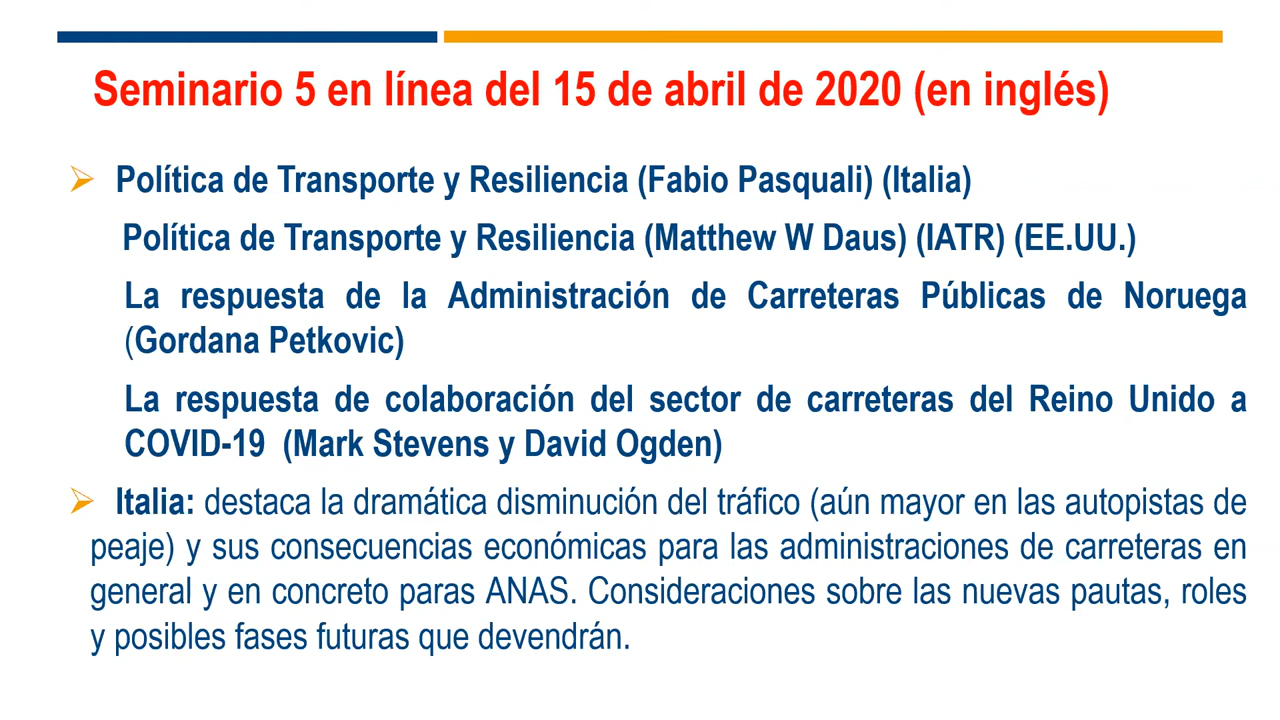 Seminario 5 en línea del 15 de abril de 2020 (en inglés)
Política de Transporte y Resiliencia (Fabio Pasquali) (Italia)
Política de Transporte y Resiliencia (Matthew W Daus) (IATR) (EE.UU.)
La respuesta de la Administración de Carreteras Públicas de Noruega
(Gordana Petkovic)
La respuesta de colaboración del sector de carreteras del Reino Unido a
COVID-19 (Mark Stevens y David Ogden)
Italia: destaca la dramática disminución del tráfico (aún mayor en las autopistas de
peaje) y sus consecuencias económicas para las administraciones de carreteras en
general y en concreto paras ANAS. Consideraciones sobre las nuevas pautas, roles
y posibles fases futuras que devendrán.